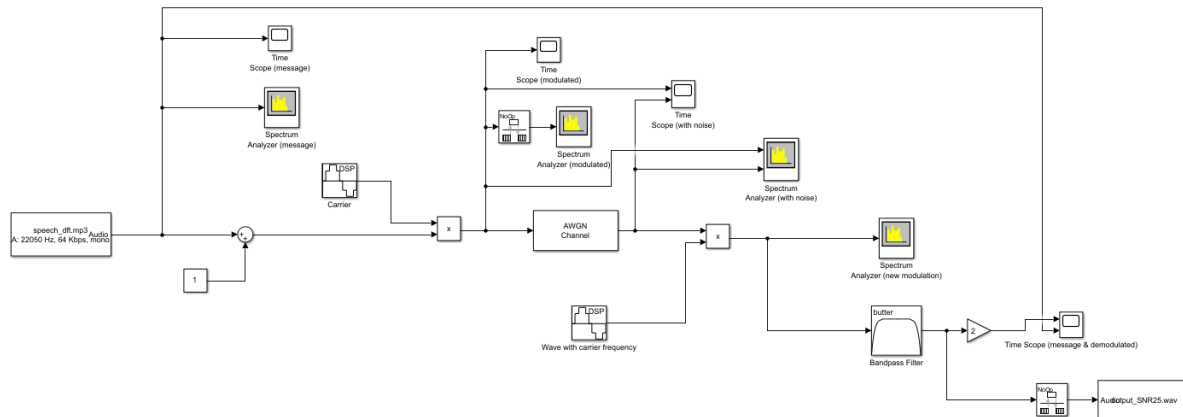 Time
Scope (message)
Spectrum
Analyzer (message)
Time
Scope (modulated)
NoOp
Spectrum
Analyzer (modulated)
Time
Scope (with noise)
Spectrum
Analyzer (with noise)
DSP
Carrier
speech_dft.mp3
Audio
A: 22050 Hz, 64 Kbps, mono
+
+
1
x
AWGN
Channel
x
Spectrum
Analyzer (new modulation)
DSP
Wave with carrier frequency
butter
Bandpass Filter
2
Time Scope (message & demodulated)
NoOp
Audio
output_SNR25.wav